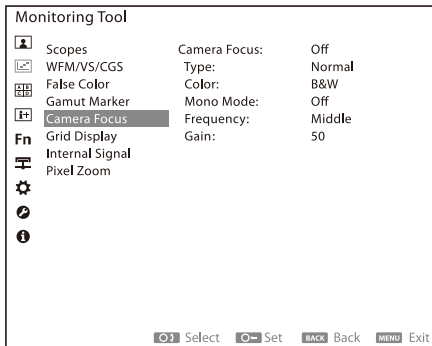 Monitoring Tool
Scopes
WFM/VS/CGS
False Color
Gamut Marker
Camera Focus
Grid Display
Internal Signal
Pixel Zoom
Camera Focus: Off
Type: Normal
Color: B&W
Mono Mode: Off
Frequency: Middle
Gain: 50
Fn
Select Set BACK Back MENU Exit